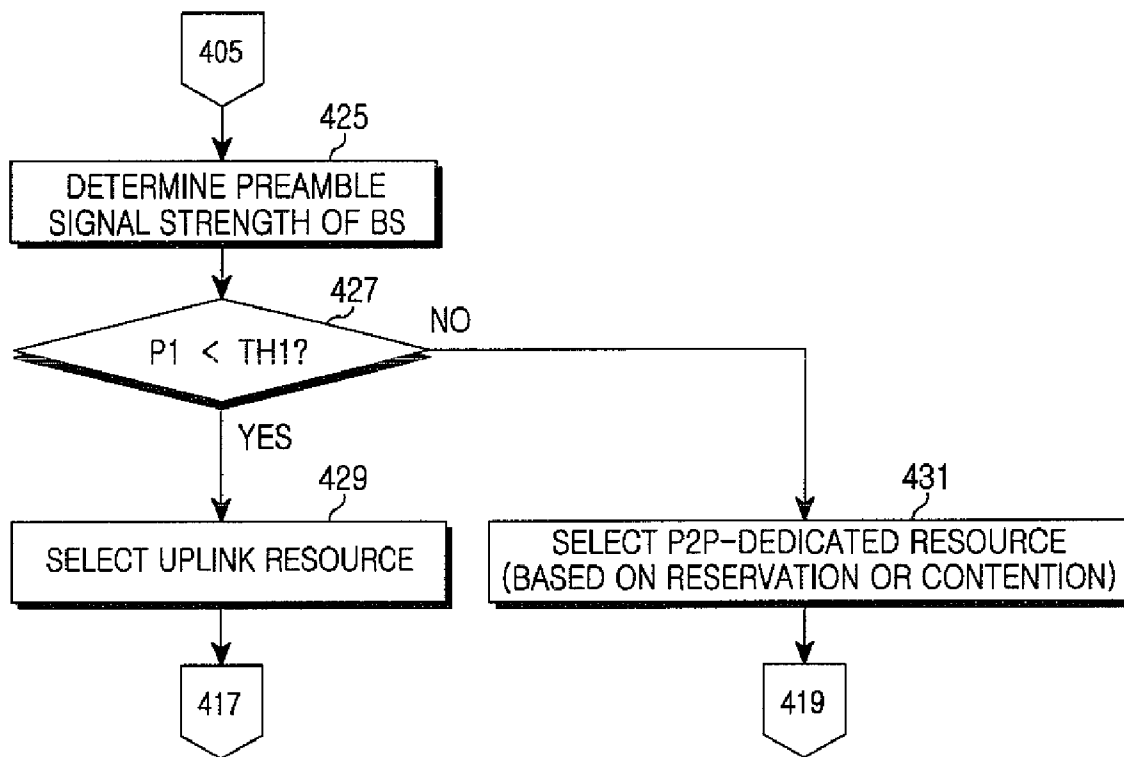 405
425
DETERMINE PREAMBLE
SIGNAL STRENGTH OF BS
427
P1 < TH1?
NO
YES
429
SELECT UPLINK RESOURCE
431
SELECT P2P-DEDICATED RESOURCE
(BASED ON RESERVATION OR CONTENTION)
417
419